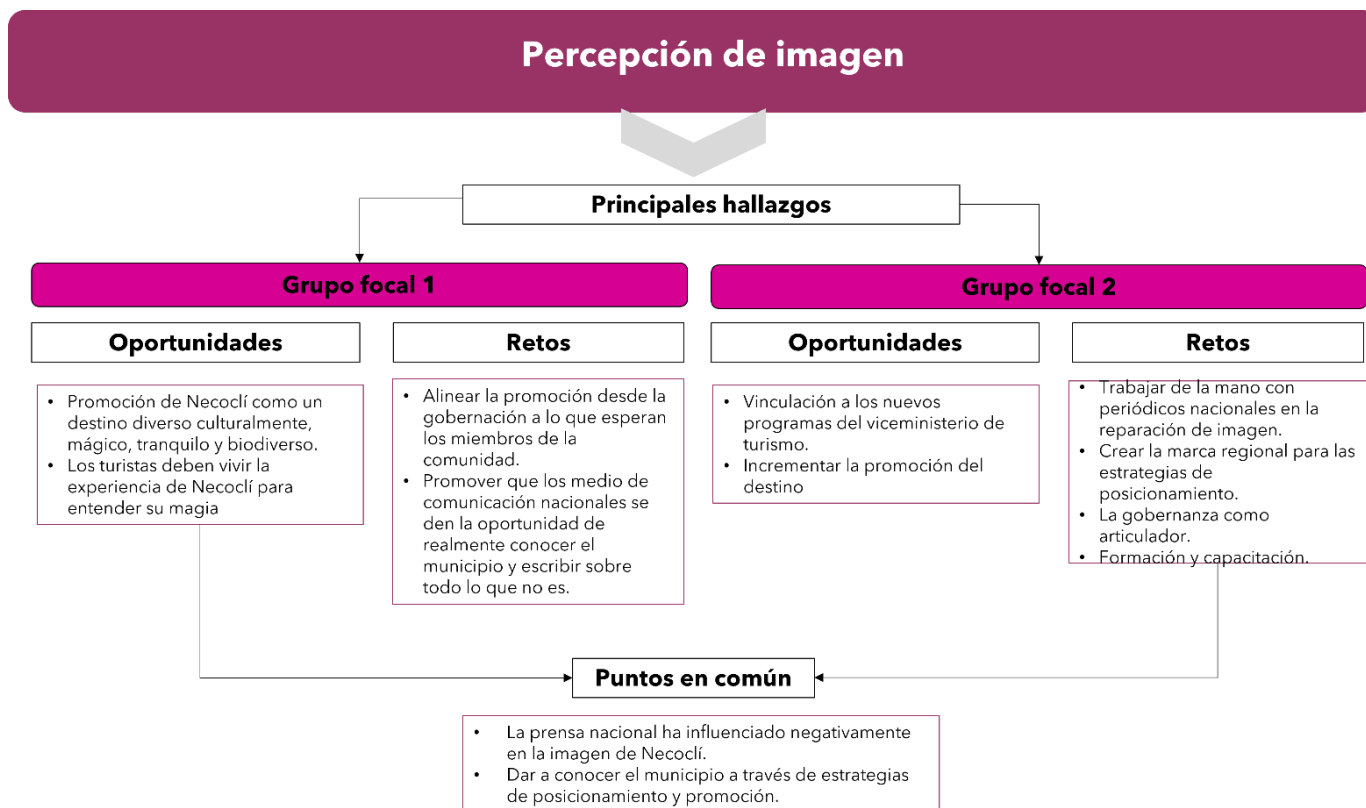 Percepción de imagen
Principales hallazgos
Grupo focal 1
Oportunidades
• Promoción de Necoclí como un
destino diverso culturalmente,
mágico, tranquilo y biodiverso.
• Los turistas deben vivir la
experiencia de Necoclí para
entender su magia
Retos
• Alinear la promoción desde la
gobernación a lo que esperan
los miembros de la
comunidad.
• Promover que los medio de
comunicación nacionales se
den la oportunidad de
realmente conocer el
municipio y escribir sobre
todo lo que no es.
Grupo focal 2
Oportunidades
• Vinculación a los nuevos
programas del viceministerio de
turismo.
• Incrementar la promoción del
destino
Retos
• Trabajar de la mano con
periódicos nacionales en la
reparación de imagen.
• Crear la marca regional para las
estrategias de
posicionamiento.
• La gobernanza como
articulador.
• Formación y capacitación.
Puntos en común
• La prensa nacional ha influenciado negativamente
en la imagen de Necoclí.
• Dar a conocer el municipio a través de estrategias
de posicionamiento y promoción.